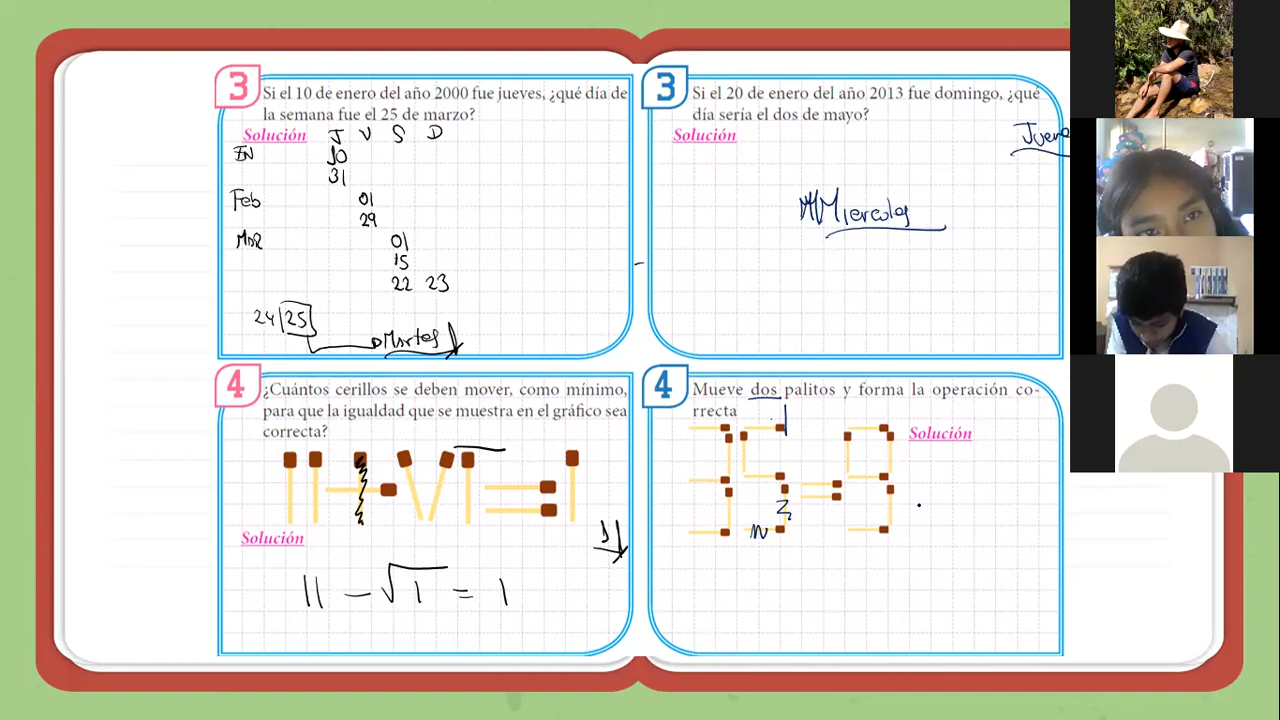 3
Si el 10 de enero del año 2000 fue jueves, ¿qué día de
la semana fue el 25 de marzo?
Solución
J V S D
EN 10
31
Feb 01
29
MAR 01
15
22 23
24 25
Martes
3
Si el 20 de enero del año 2013 fue domingo, ¿qué
día sería el dos de mayo?
Solución
Jueve
Miercoles
4
¿Cuántos cerillos se deben mover, como mínimo,
para que la igualdad que se muestra en el gráfico sea
correcta?
Solución
11 - √1 = 1
4
Mueve dos palitos y forma la operación co-
rrecta
Solución